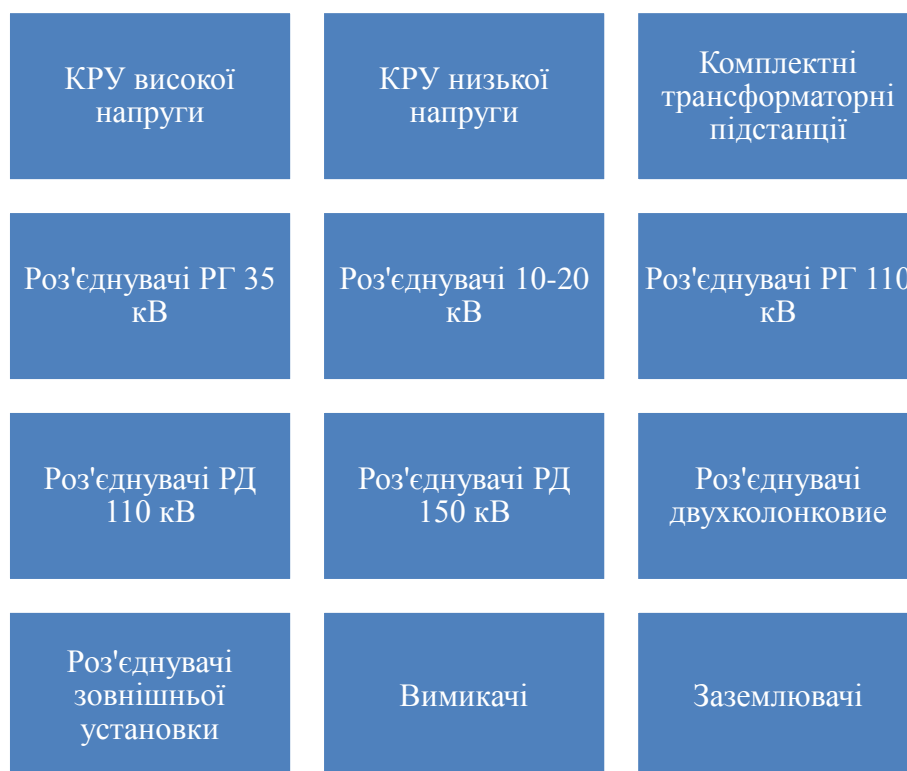 КРУ високої
напруги
КРУ низької
напруги
Комплектні
трансформаторні
підстанції
Роз'єднувачі РГ 35
кВ
Роз'єднувачі 10-20
кВ
Роз'єднувачі РГ 110
кВ
Роз'єднувачі РД
110 кВ
Роз'єднувачі РД
150 кВ
Роз'єднувачі
двухколонковие
Роз'єднувачі
зовнішньої
установки
Вимикачі
Заземлювачі